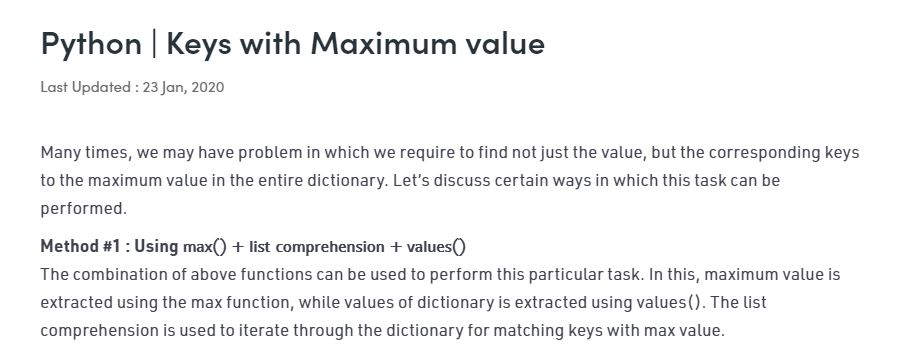 Python | Keys with Maximum value
Last Updated : 23 Jan, 2020
Many times, we may have problem in which we require to find not just the value, but the corresponding keys
to the maximum value in the entire dictionary. Let’s discuss certain ways in which this task can be
performed.
Method #1 : Using max() + list comprehension + values()
The combination of above functions can be used to perform this particular task. In this, maximum value is
extracted using the max function, while values of dictionary is extracted using values(). The list
comprehension is used to iterate through the dictionary for matching keys with max value.